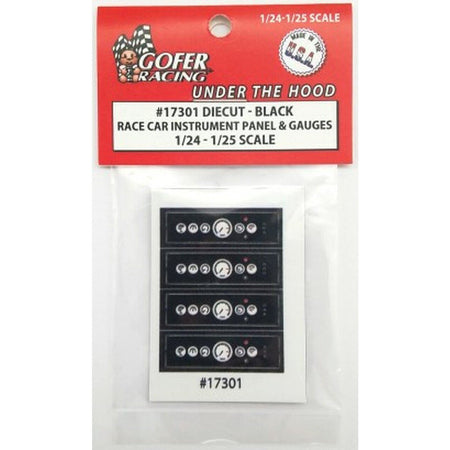 1/24-1/25 SCALE
GOFER
RACING
MADE IN THE
U.S.A.
UNDER THE HOOD
#17301 DIECUT - BLACK
RACE CAR INSTRUMENT PANEL & GAUGES
1/24 - 1/25 SCALE
#17301